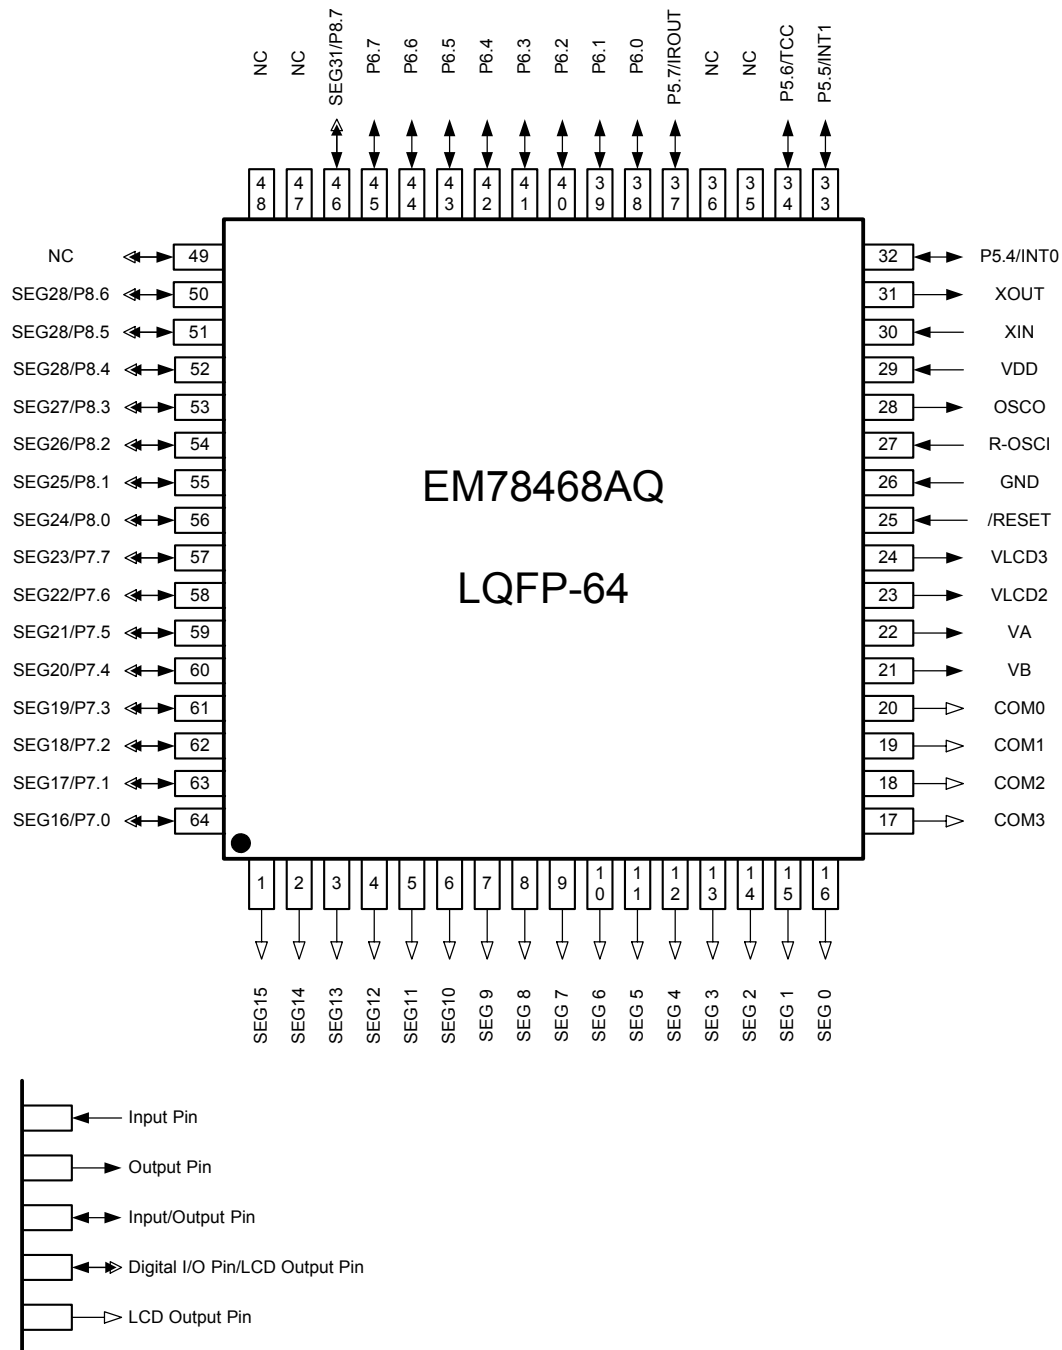 NC
NC
SEG31/P8.7
P6.7
P6.6
P6.5
P6.4
P6.3
P6.2
P6.1
P6.0
P5.7/IROUT
NC
NC
P5.6/TCC
P5.5/INT1
48
47
46
45
44
43
42
41
40
39
38
37
36
35
34
33
NC 49
SEG28/P8.6 50
SEG28/P8.5 51
SEG28/P8.4 52
SEG27/P8.3 53
SEG26/P8.2 54
SEG25/P8.1 55
SEG24/P8.0 56
SEG23/P7.7 57
SEG22/P7.6 58
SEG21/P7.5 59
SEG20/P7.4 60
SEG19/P7.3 61
SEG18/P7.2 62
SEG17/P7.1 63
SEG16/P7.0 64
EM78468AQ
LQFP-64
32 P5.4/INT0
31 XOUT
30 XIN
29 VDD
28 OSCO
27 R-OSCI
26 GND
25 /RESET
24 VLCD3
23 VLCD2
22 VA
21 VB
20 COM0
19 COM1
18 COM2
17 COM3
1
2
3
4
5
6
7
8
9
10
11
12
13
14
15
16
SEG15
SEG14
SEG13
SEG12
SEG11
SEG10
SEG 9
SEG 8
SEG 7
SEG 6
SEG 5
SEG 4
SEG 3
SEG 2
SEG 1
SEG 0
Input Pin
Output Pin
Input/Output Pin
Digital I/O Pin/LCD Output Pin
LCD Output Pin